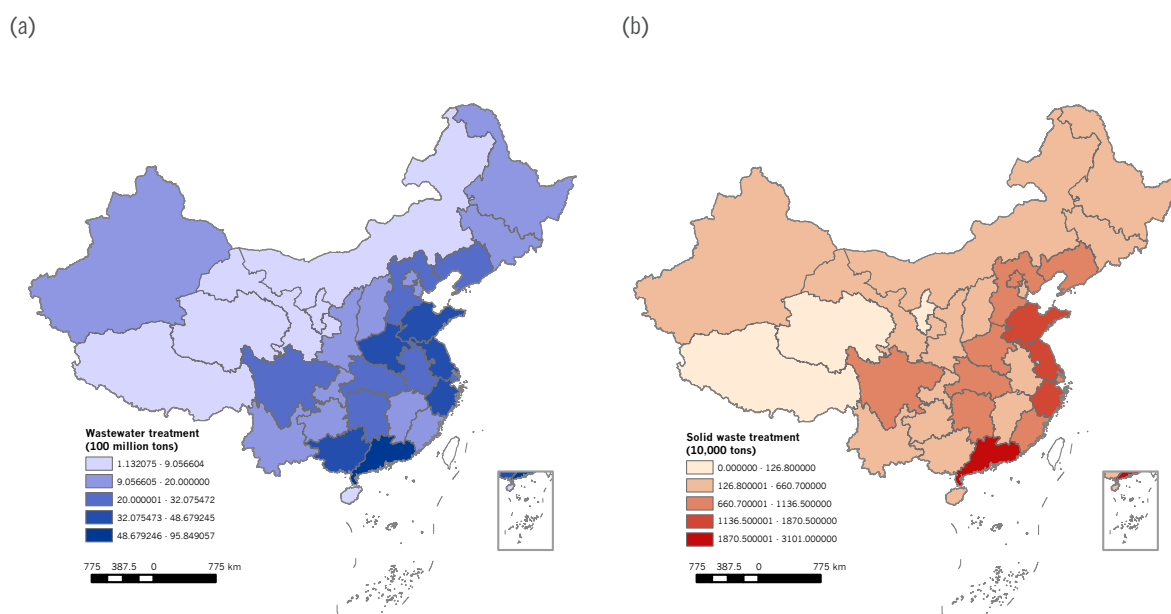 (a)
(b)
Wastewater treatment
(100 million tons)
1.132075 - 9.056604
9.056605 - 20.000000
20.000001 - 32.075472
32.075473 - 48.679245
48.679246 - 95.849057
775 387.5 0 775 km
Solid waste treatment
(10,000 tons)
0.000000 - 126.800000
126.800001 - 660.700000
660.700001 - 1136.500000
1136.500001 - 1870.500000
1870.500001 - 3101.000000
775 387.5 0 775 km